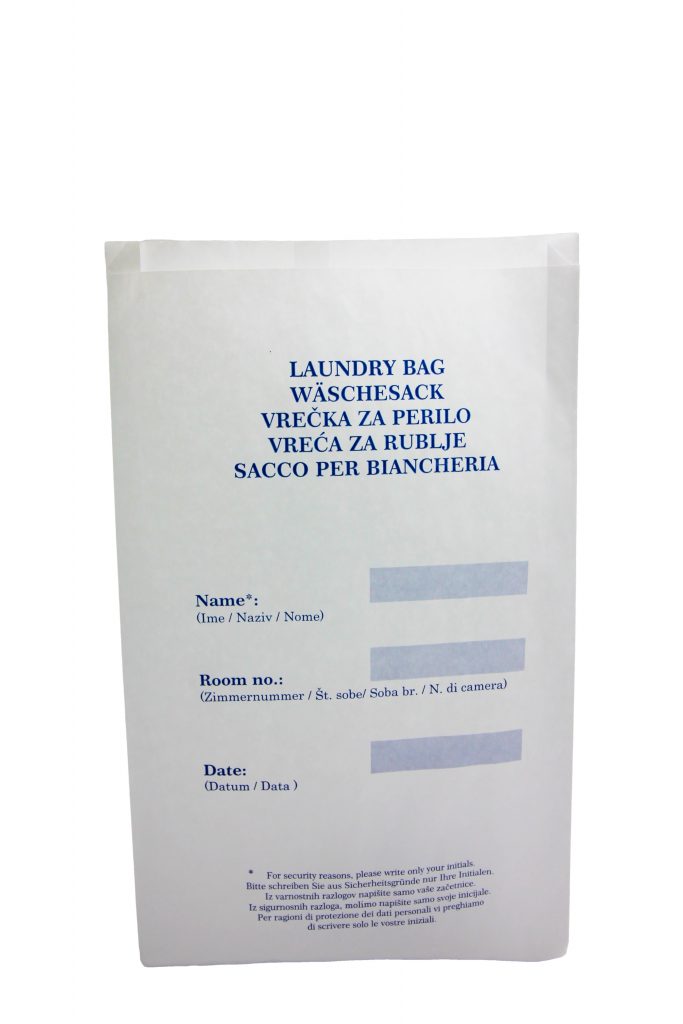 LAUNDRY BAG
WÄSCHESACK
VREČKA ZA PERILO
VREĆA ZA RUBLJE
SACCO PER BIANCHERIA
Name*:
(Ime / Naziv / Nome)
Room no.:
(Zimmernummer / Št. sobe/ Soba br. / N. di camera)
Date:
(Datum / Data )
* For security reasons, please write only your initials.
Bitte schreiben Sie aus Sicherheitsgründe nur Ihre Initialen.
Iz varnostnih razlogov napišite samo vaše začetnice.
Iz sigurnosnih razloga, molimo napišite samo svoje inicijale.
Per ragioni di protezione dei dati personali vi preghiamo
di scrivere solo le vostre iniziali.